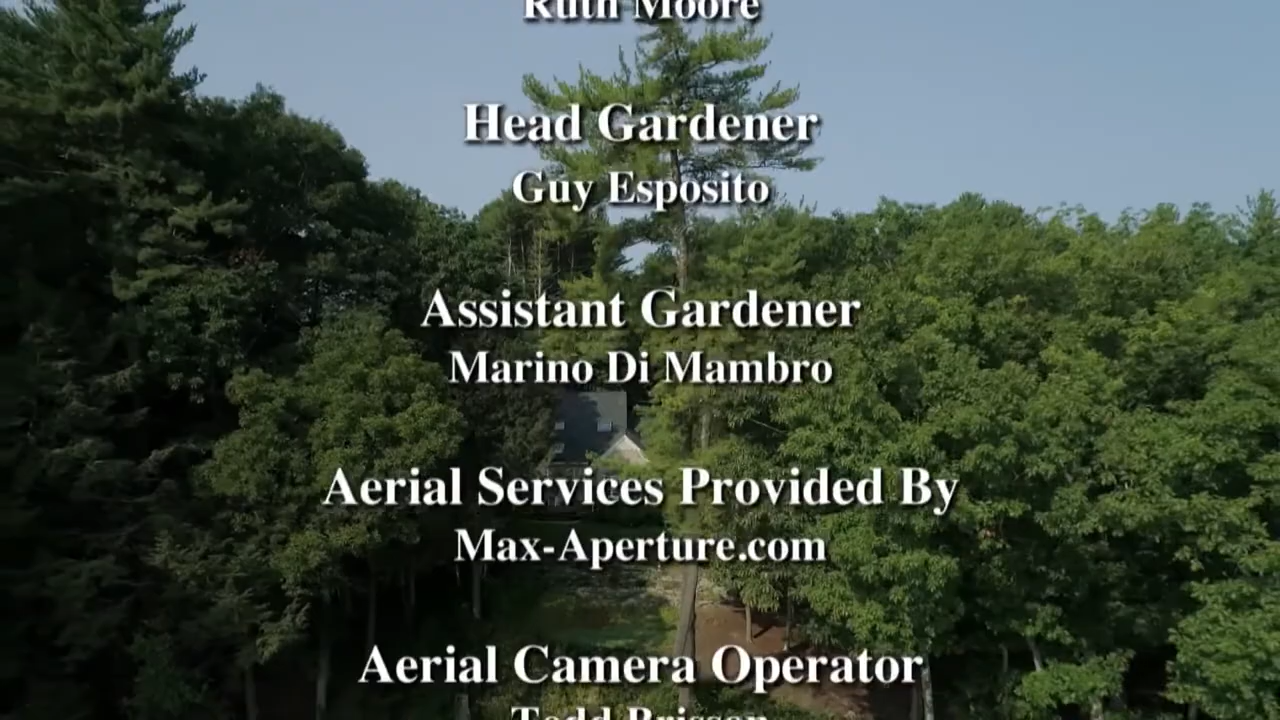 Ruth Moore
Head Gardener
Guy Esposito
Assistant Gardener
Marino Di Mambro
Aerial Services Provided By
Max-Aperture.com
Aerial Camera Operator
Todd